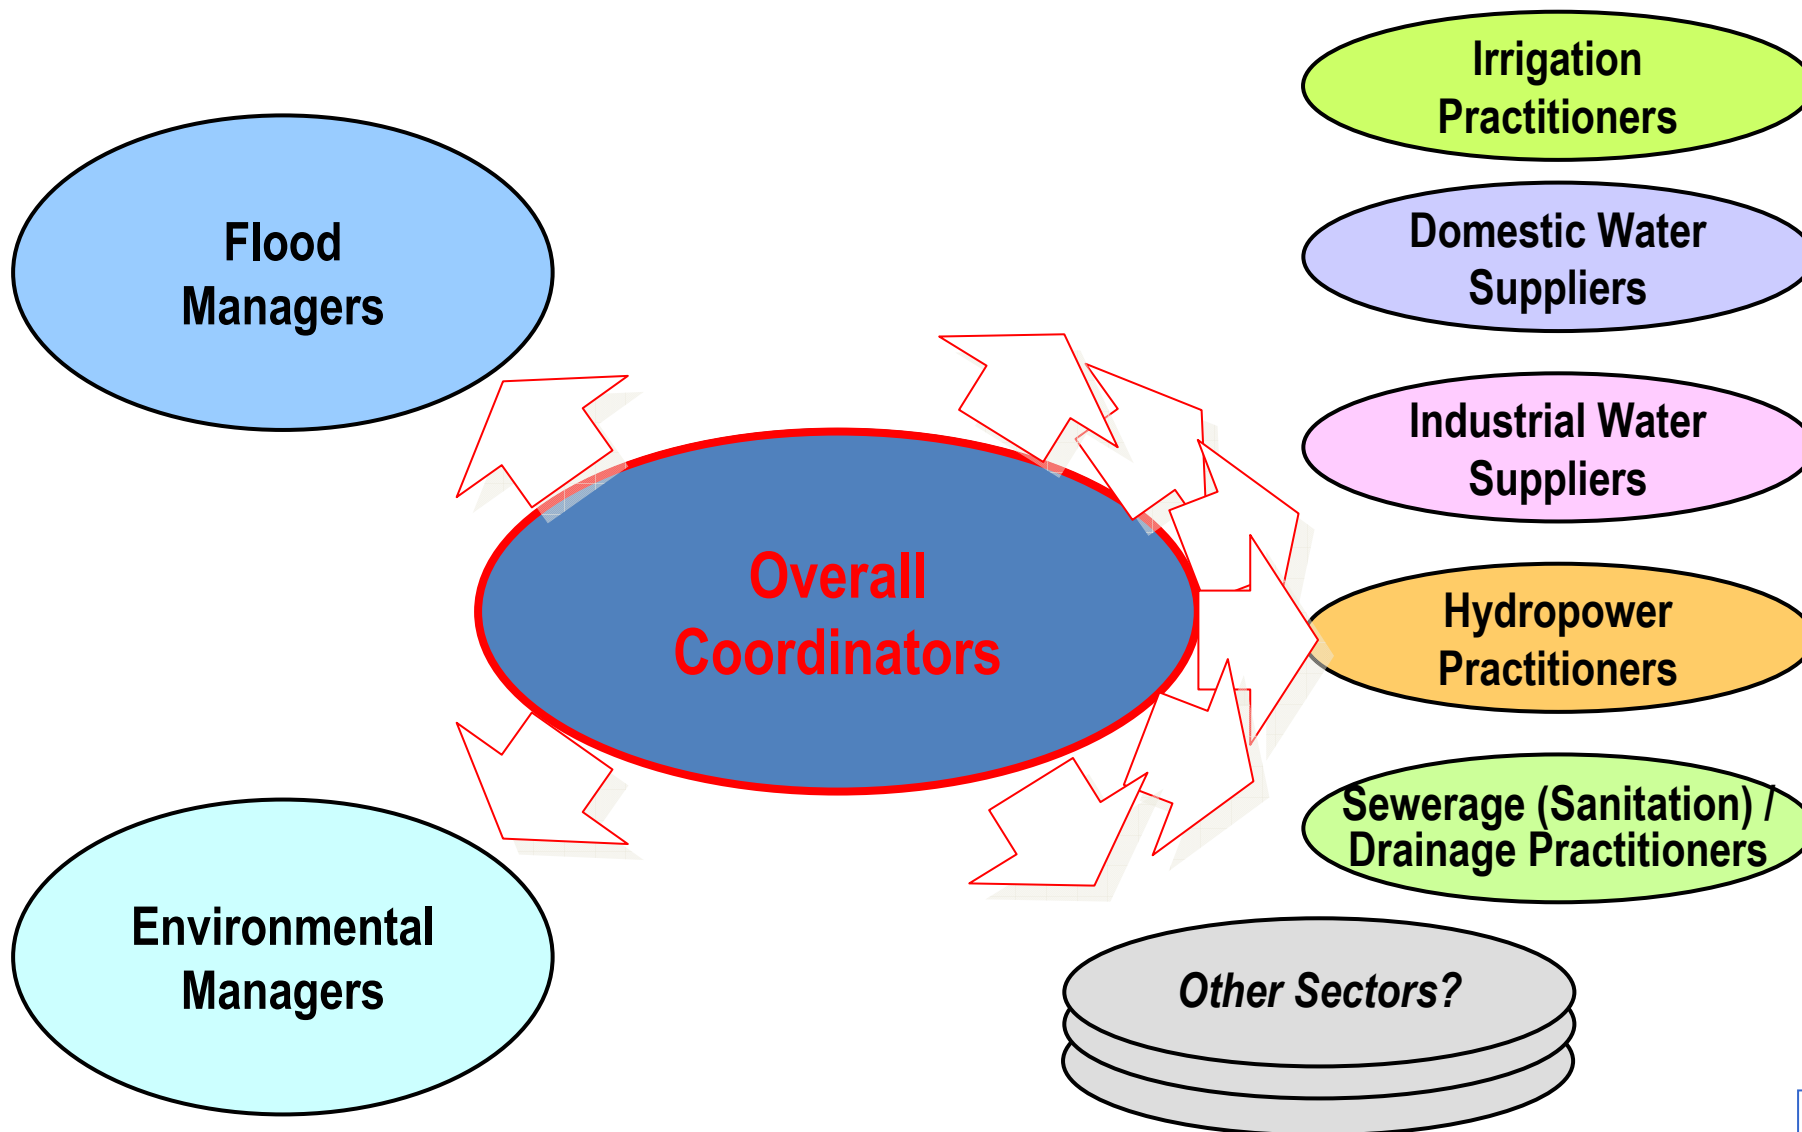 Irrigation
Practitioners
Flood
Managers
Domestic Water
Suppliers
Industrial Water
Suppliers
Overall
Coordinators
Hydropower
Practitioners
Sewerage (Sanitation) /
Drainage Practitioners
Environmental
Managers
Other Sectors?